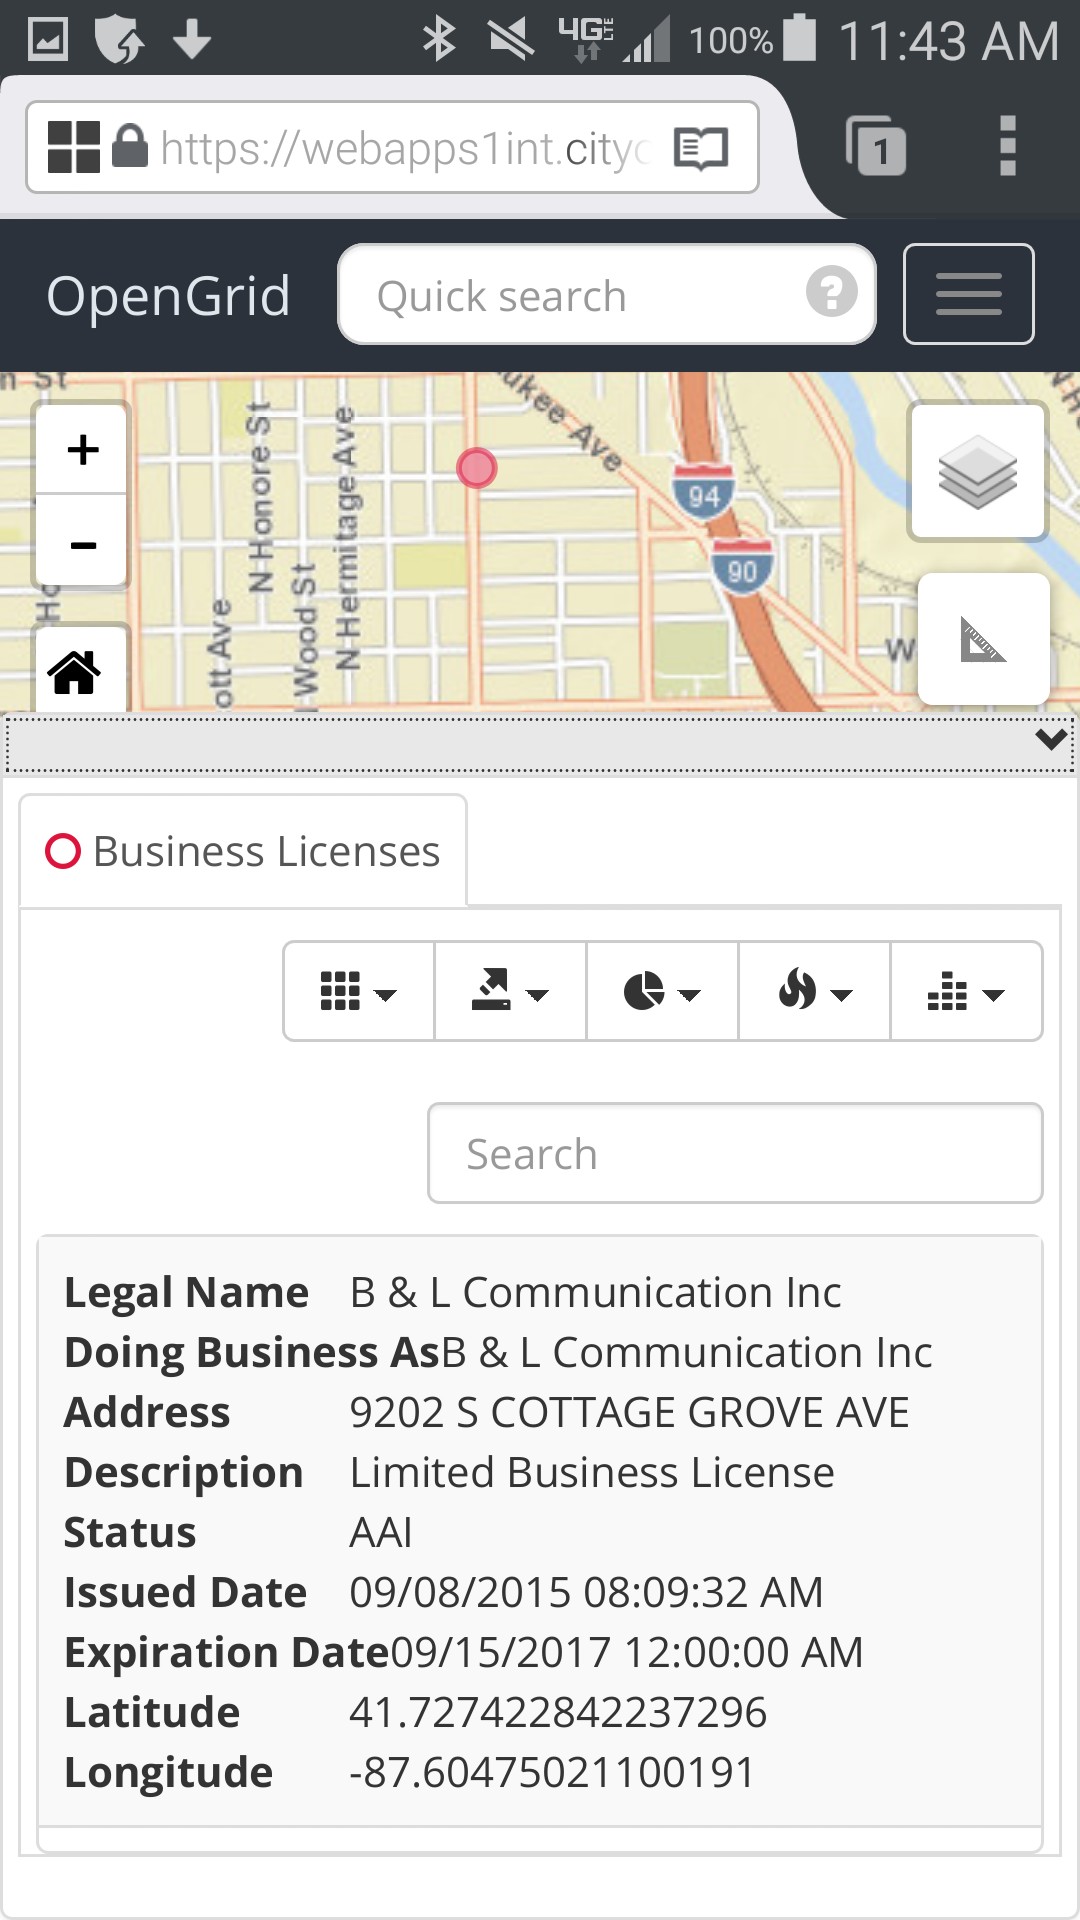 100% 11:43 AM
https://webapps1int.city
1
OpenGrid
Quick search
?
n St
ukee Ave
N Honore St
N Hermitage Ave
94
90
Wood St
ott Ave
W
+
-
Business Licenses
Search
Legal Name B & L Communication Inc
Doing Business As B & L Communication Inc
Address 9202 S COTTAGE GROVE AVE
Description Limited Business License
Status AAI
Issued Date 09/08/2015 08:09:32 AM
Expiration Date 09/15/2017 12:00:00 AM
Latitude 41.727422842237296
Longitude -87.60475021100191